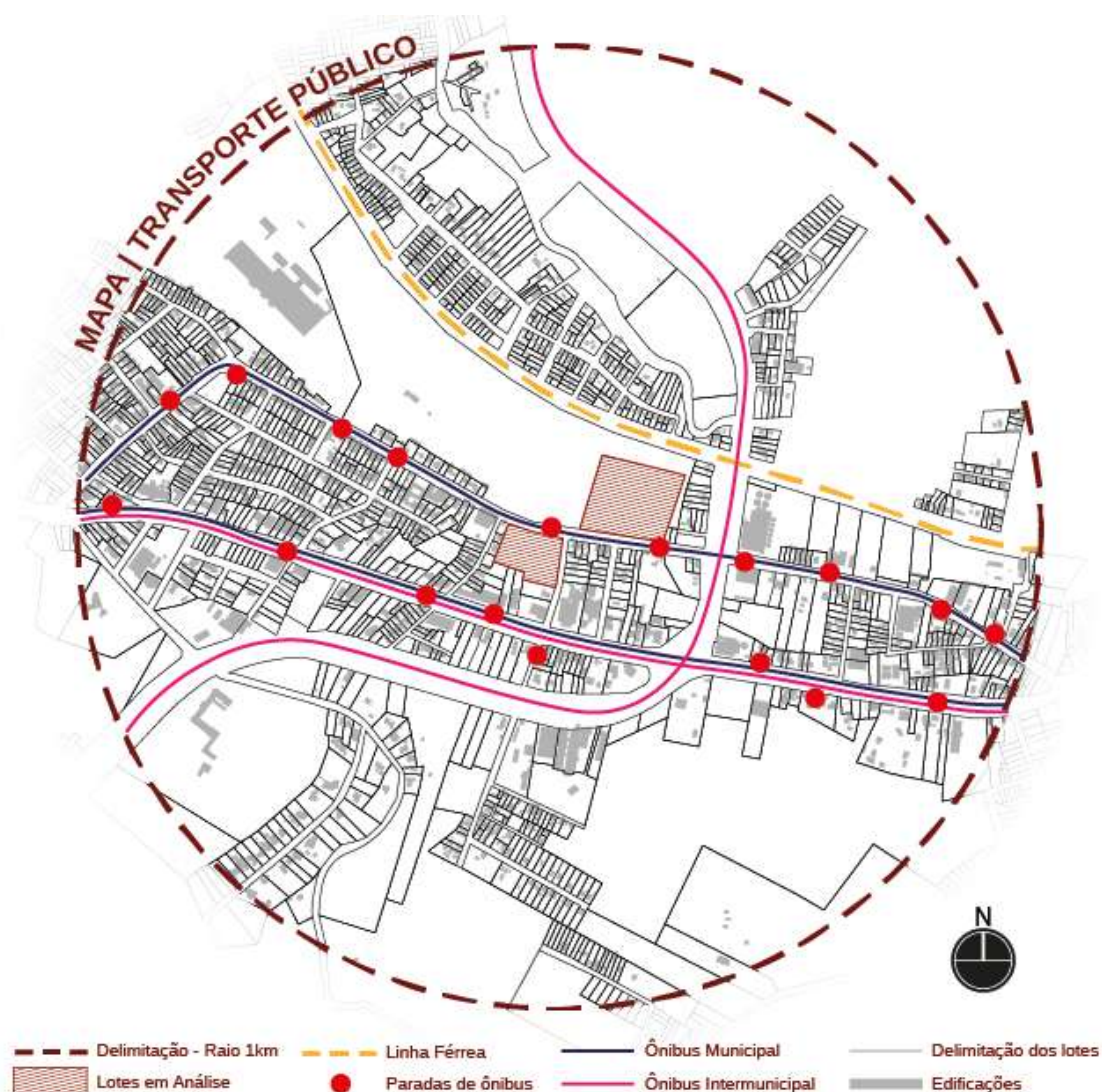 MAPA | TRANSPORTE PÚBLICO
N
Delimitação - Raio 1km
Linha Férrea
Ônibus Municipal
Delimitação dos lotes
Lotes em Análise
Paradas de ônibus
Ônibus Intermunicipal
Edificações